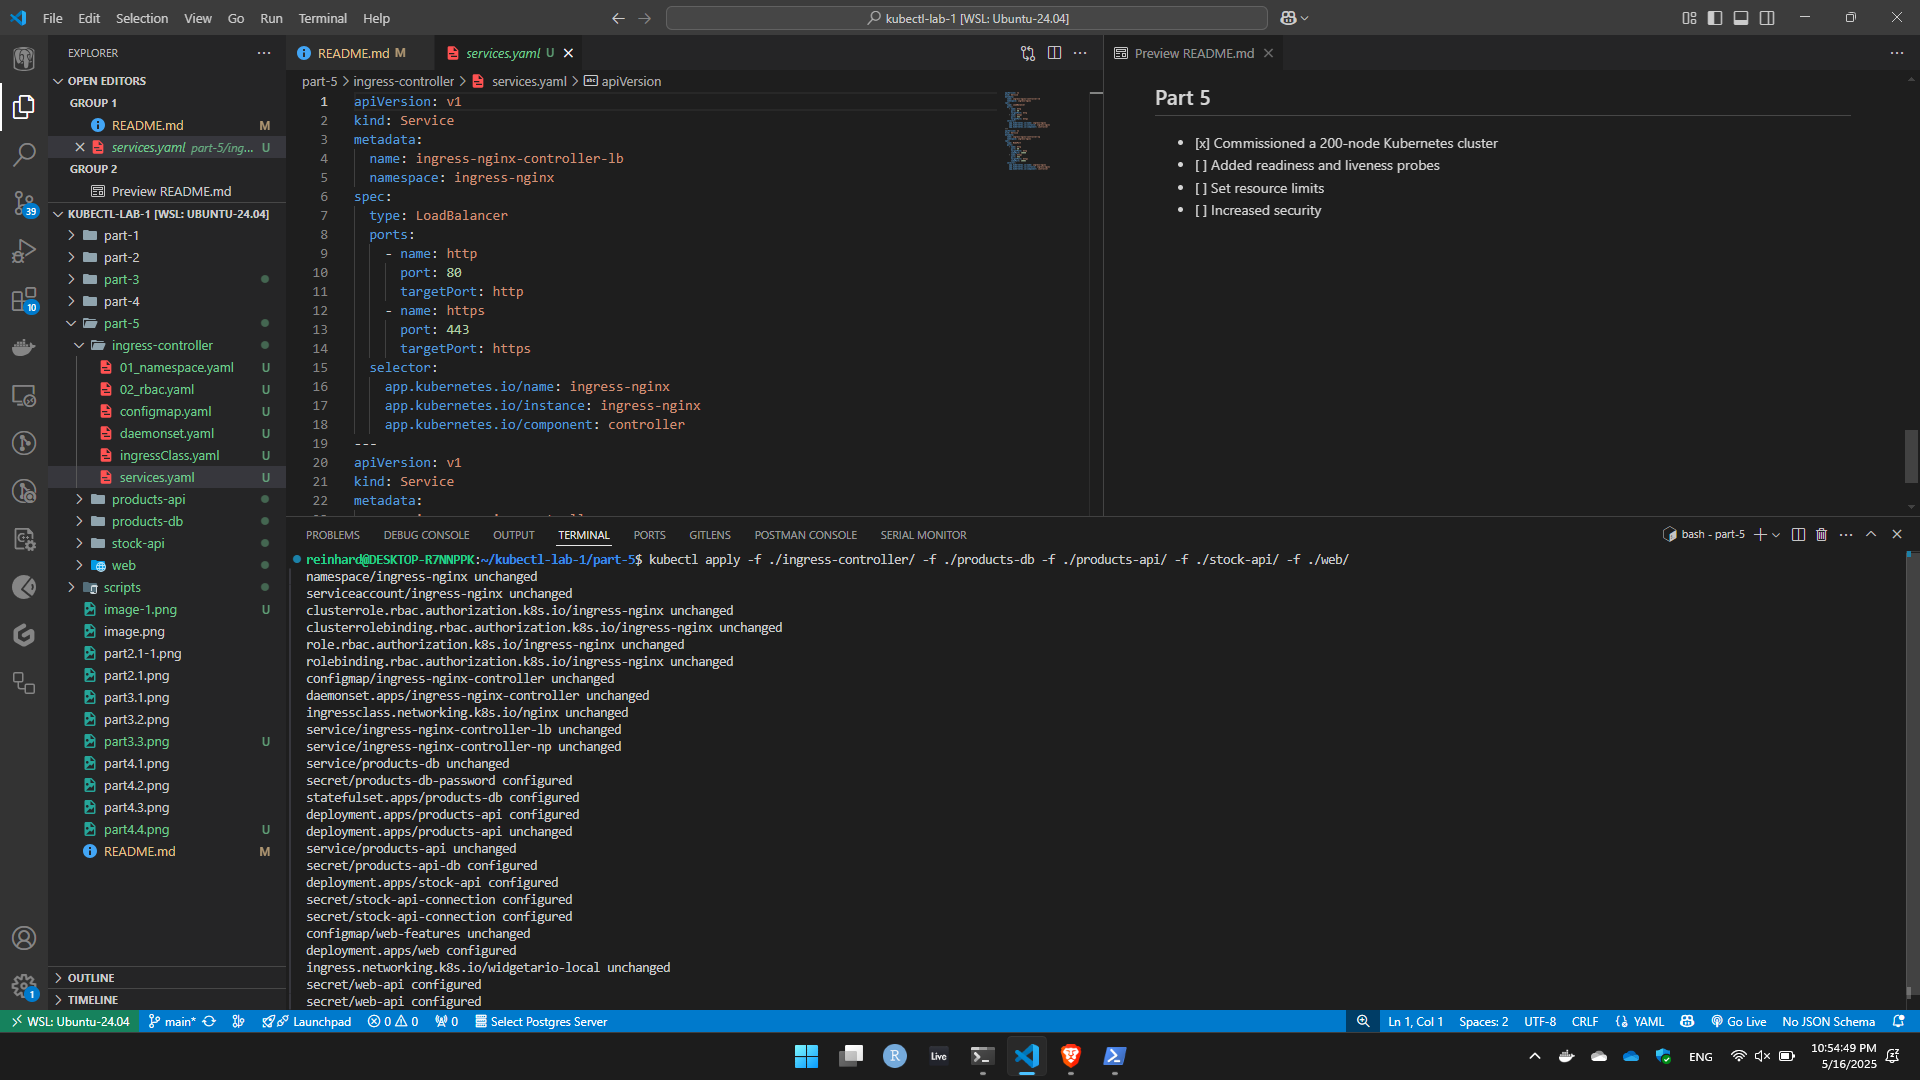 File Edit Selection View Go Run Terminal Help
kubectl-lab-1 [WSL: Ubuntu-24.04]
EXPLORER
OPEN EDITORS
GROUP 1
README.md M
services.yaml part-5/ing... U
GROUP 2
Preview README.md
KUBECTL-LAB-1 [WSL: UBUNTU-24.04]
part-1
part-2
part-3
part-4
part-5
ingress-controller
01_namespace.yaml U
02_rbac.yaml U
configmap.yaml U
daemonset.yaml U
ingressClass.yaml U
services.yaml U
products-api
products-db
stock-api
web
scripts
image-1.png U
image.png
part2.1-1.png
part2.1.png
part3.1.png
part3.2.png
part3.3.png U
part4.1.png
part4.2.png
part4.3.png
part4.4.png U
README.md M
OUTLINE
TIMELINE
39
10
1
README.md M
services.yaml U
part-5 > ingress-controller > services.yaml > apiVersion
1 apiVersion: v1
2 kind: Service
3 metadata:
4 name: ingress-nginx-controller-lb
5 namespace: ingress-nginx
6 spec:
7 type: LoadBalancer
8 ports:
9 - name: http
10 port: 80
11 targetPort: http
12 - name: https
13 port: 443
14 targetPort: https
15 selector:
16 app.kubernetes.io/name: ingress-nginx
17 app.kubernetes.io/instance: ingress-nginx
18 app.kubernetes.io/component: controller
19 ---
20 apiVersion: v1
21 kind: Service
22 metadata:
Preview README.md
Part 5
[x] Commissioned a 200-node Kubernetes cluster
[ ] Added readiness and liveness probes
[ ] Set resource limits
[ ] Increased security
PROBLEMS DEBUG CONSOLE OUTPUT TERMINAL PORTS GITLENS POSTMAN CONSOLE SERIAL MONITOR
bash - part-5
reinhard@DESKTOP-R7NNPPK:~/kubectl-lab-1/part-5$ kubectl apply -f ./ingress-controller/ -f ./products-db -f ./products-api/ -f ./stock-api/ -f ./web/
namespace/ingress-nginx unchanged
serviceaccount/ingress-nginx unchanged
clusterrole.rbac.authorization.k8s.io/ingress-nginx unchanged
clusterrolebinding.rbac.authorization.k8s.io/ingress-nginx unchanged
role.rbac.authorization.k8s.io/ingress-nginx unchanged
rolebinding.rbac.authorization.k8s.io/ingress-nginx unchanged
configmap/ingress-nginx-controller unchanged
daemonset.apps/ingress-nginx-controller unchanged
ingressclass.networking.k8s.io/nginx unchanged
service/ingress-nginx-controller-lb unchanged
service/ingress-nginx-controller-np unchanged
service/products-db unchanged
secret/products-db-password configured
statefulset.apps/products-db configured
deployment.apps/products-api configured
deployment.apps/products-api unchanged
service/products-api unchanged
secret/products-api-db configured
deployment.apps/stock-api configured
secret/stock-api-connection configured
secret/stock-api-connection configured
configmap/web-features unchanged
deployment.apps/web configured
ingress.networking.k8s.io/widgetario-local unchanged
secret/web-api configured
secret/web-api configured
WSL: Ubuntu-24.04 main* Launchpad 0 0 0 Select Postgres Server
Ln 1, Col 1 Spaces: 2 UTF-8 CRLF YAML Go Live No JSON Schema
R
Live
ENG
10:54:49 PM
5/16/2025